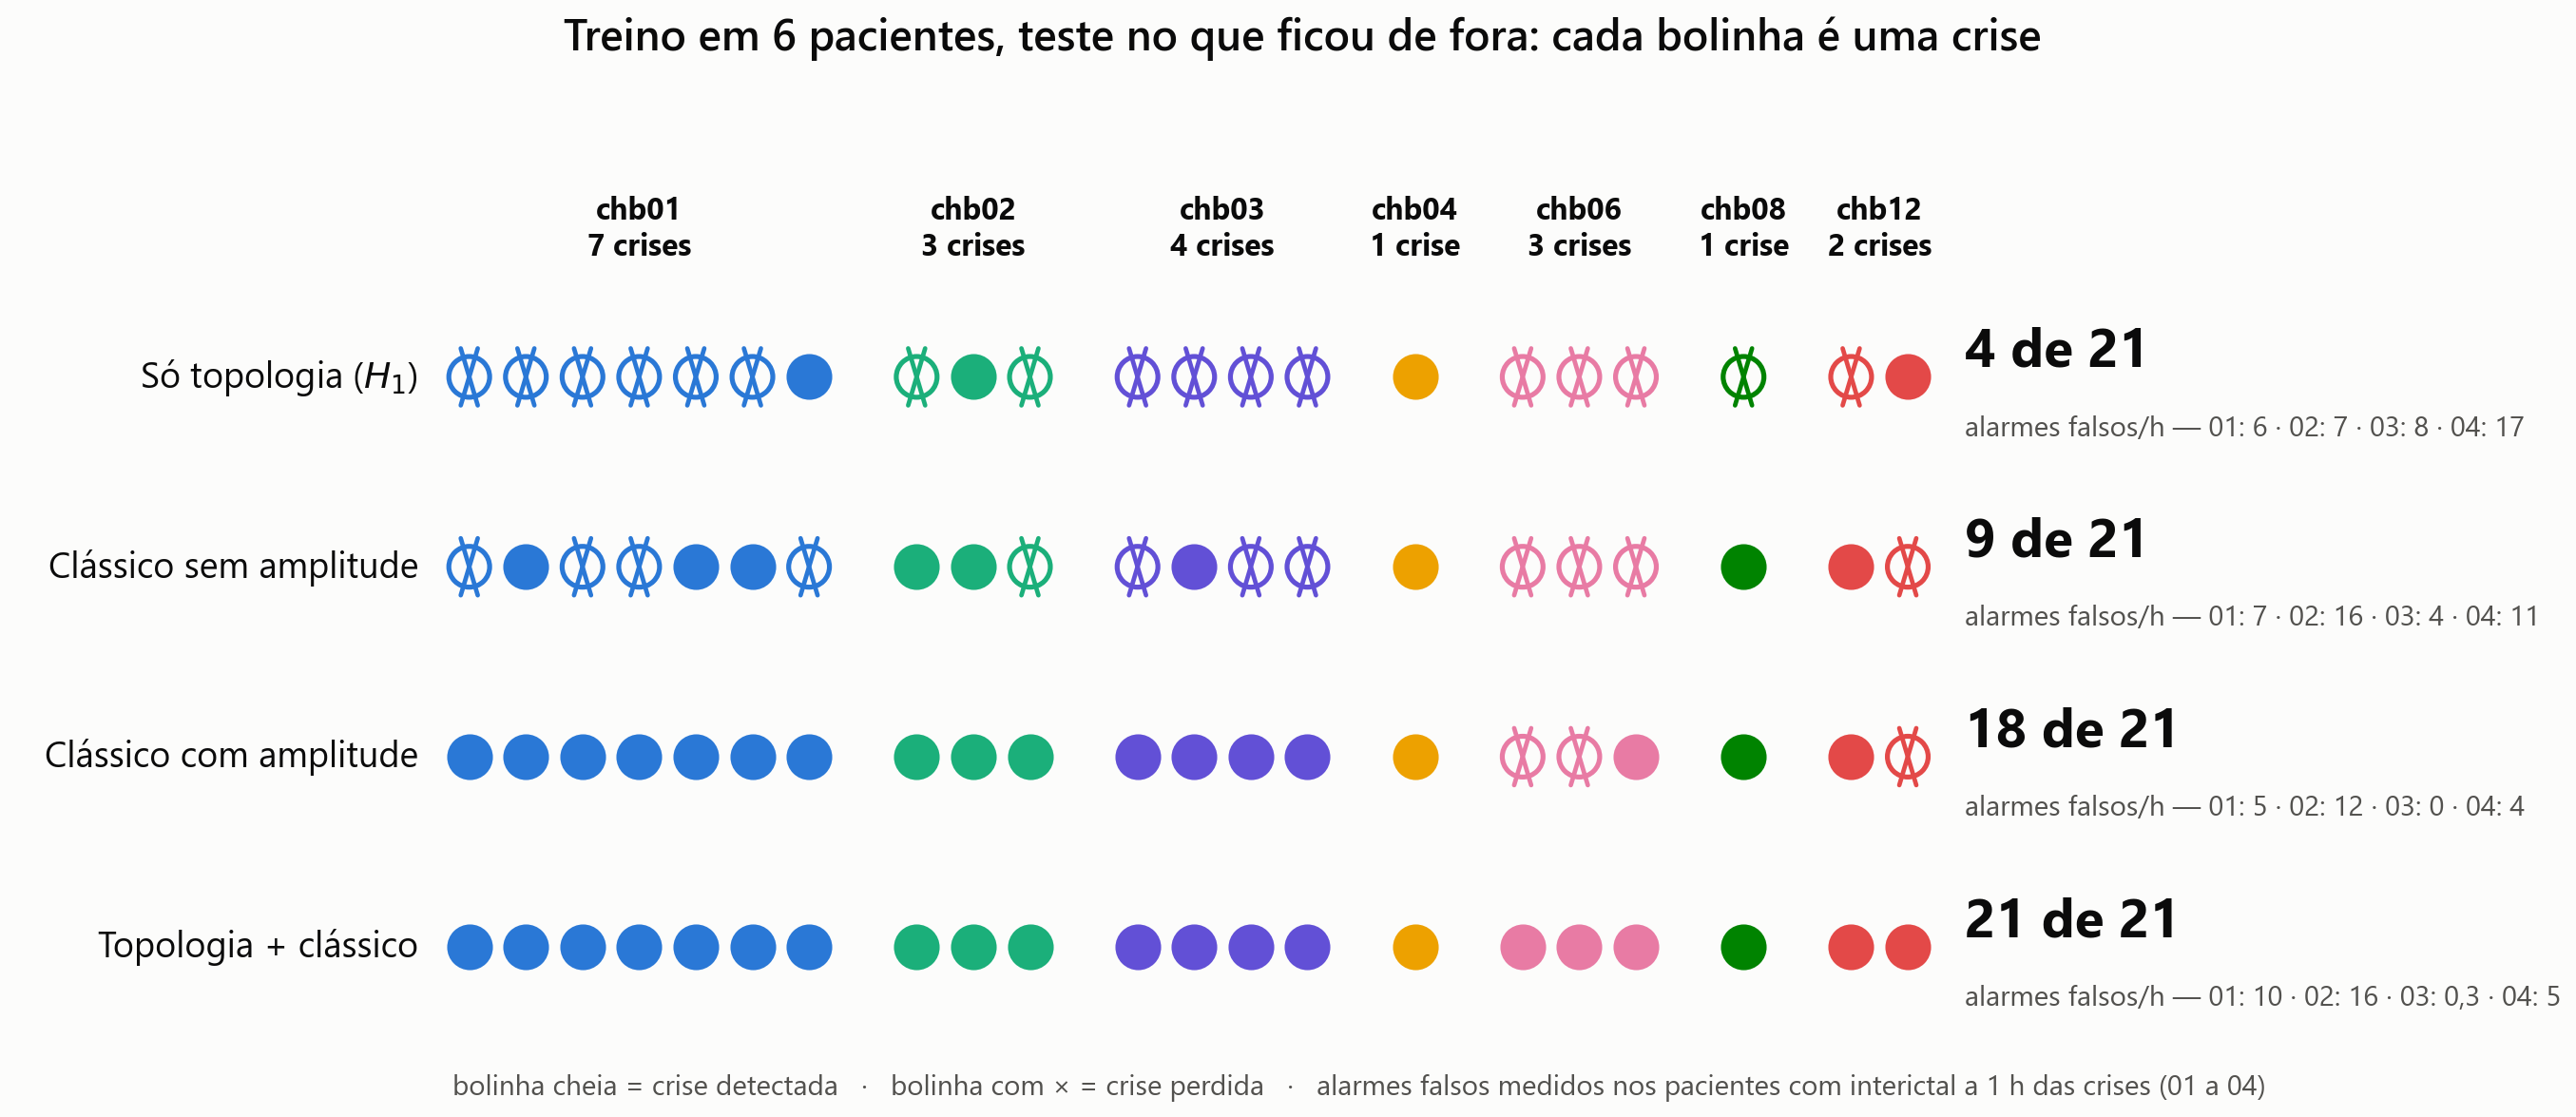 Treino em 6 pacientes, teste no que ficou de fora: cada bolinha é uma crise
chb01
7 crises
chb02
3 crises
chb03
4 crises
chb04
1 crise
chb06
3 crises
chb08
1 crise
chb12
2 crises
Só topologia (H₁)
4 de 21
alarmes falsos/h — 01: 6 · 02: 7 · 03: 8 · 04: 17
Clássico sem amplitude
9 de 21
alarmes falsos/h — 01: 7 · 02: 16 · 03: 4 · 04: 11
Clássico com amplitude
18 de 21
alarmes falsos/h — 01: 5 · 02: 12 · 03: 0 · 04: 4
Topologia + clássico
21 de 21
alarmes falsos/h — 01: 10 · 02: 16 · 03: 0,3 · 04: 5
bolinha cheia = crise detectada · bolinha com × = crise perdida · alarmes falsos medidos nos pacientes com interictal a 1 h das crises (01 a 04)